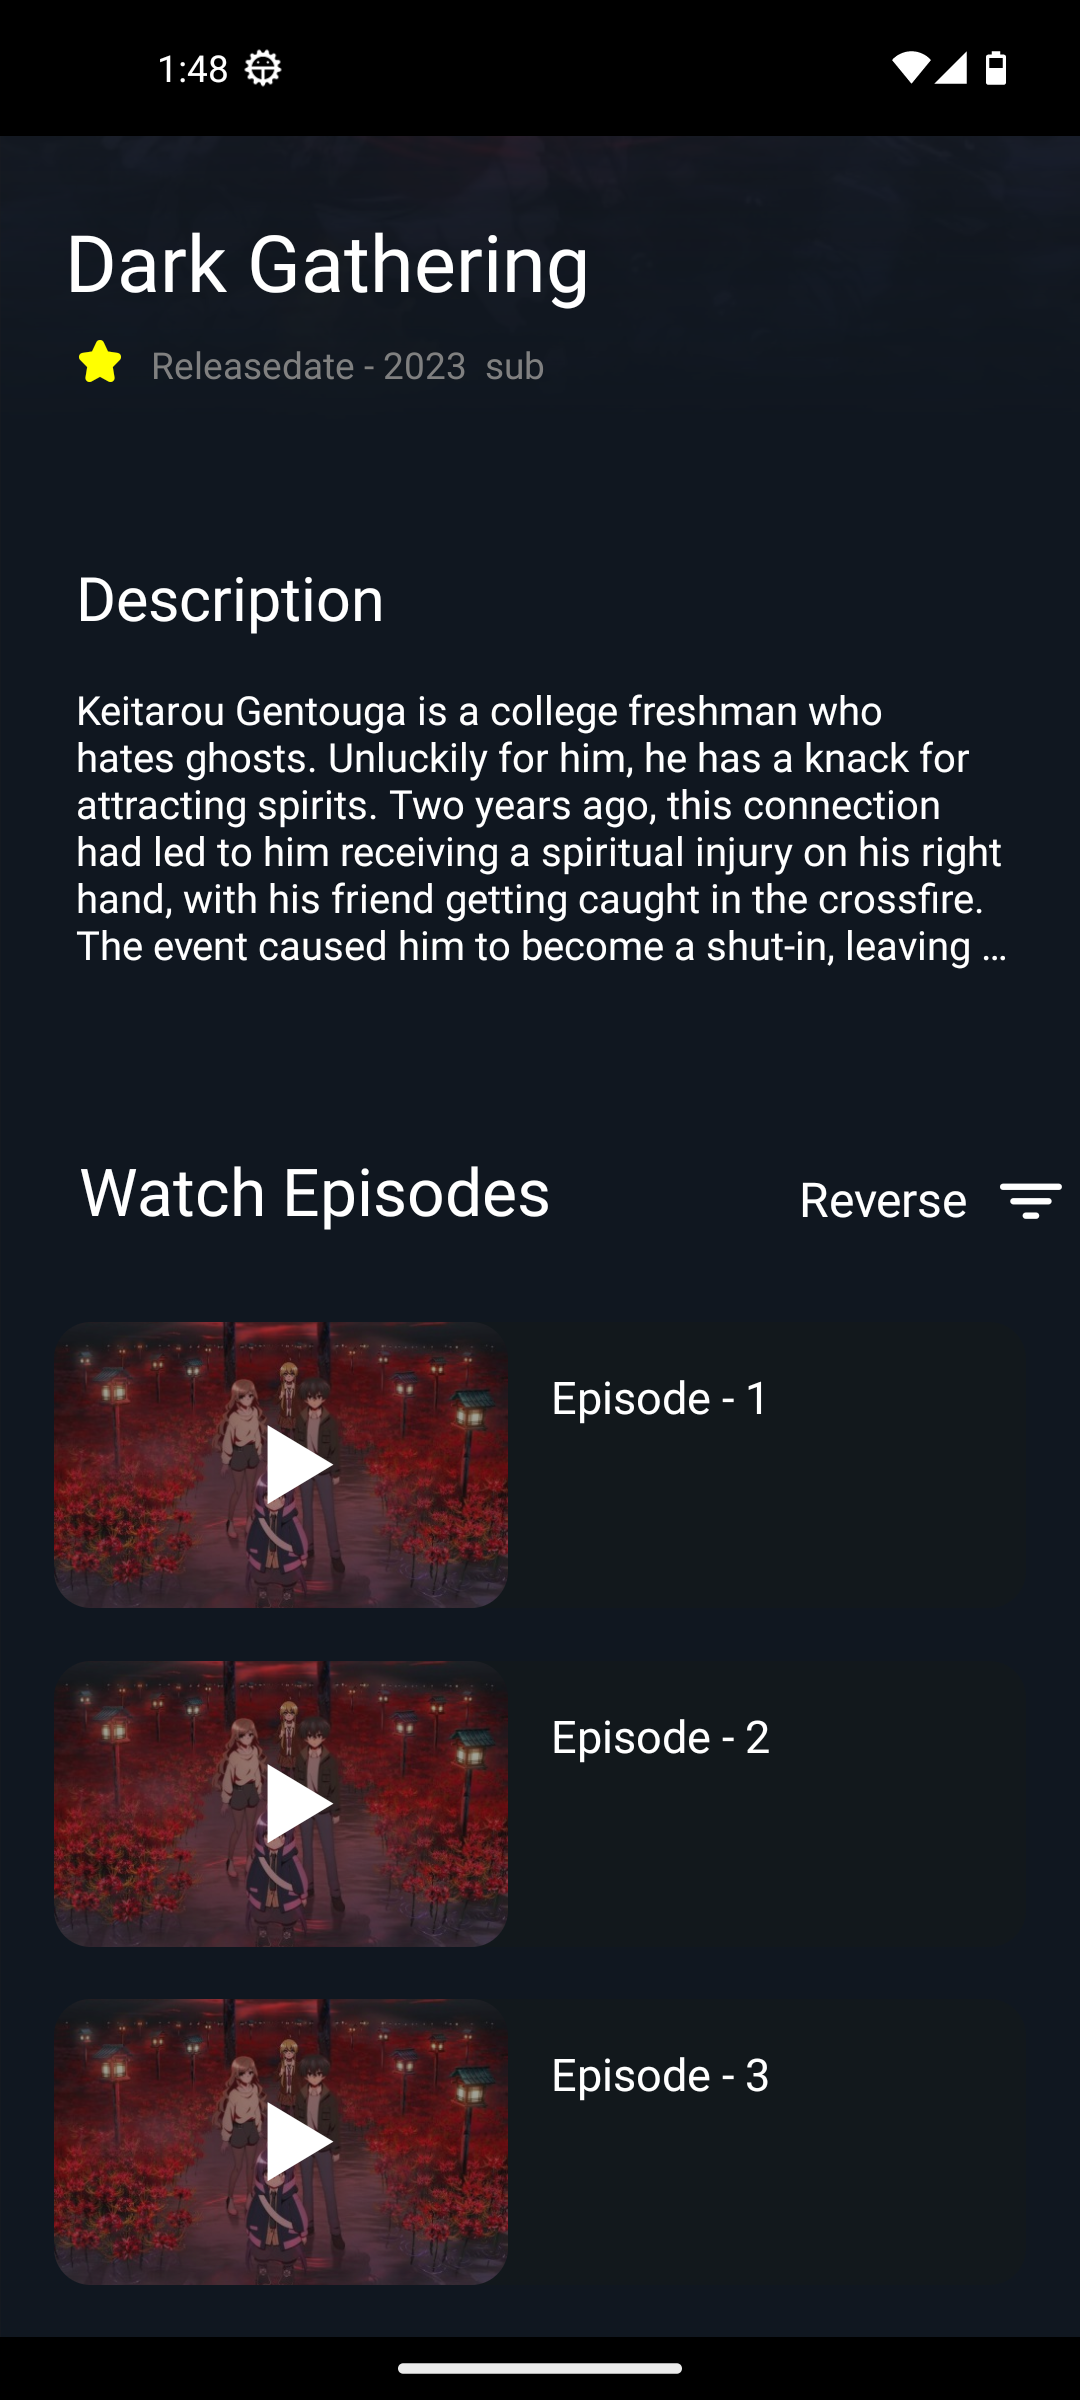 1:48
Dark Gathering
Releasedate - 2023 sub
Description
Keitarou Gentouga is a college freshman who
hates ghosts. Unluckily for him, he has a knack for
attracting spirits. Two years ago, this connection
had led to him receiving a spiritual injury on his right
hand, with his friend getting caught in the crossfire.
The event caused him to become a shut-in, leaving ...
Watch Episodes
Reverse
Episode - 1
Episode - 2
Episode - 3